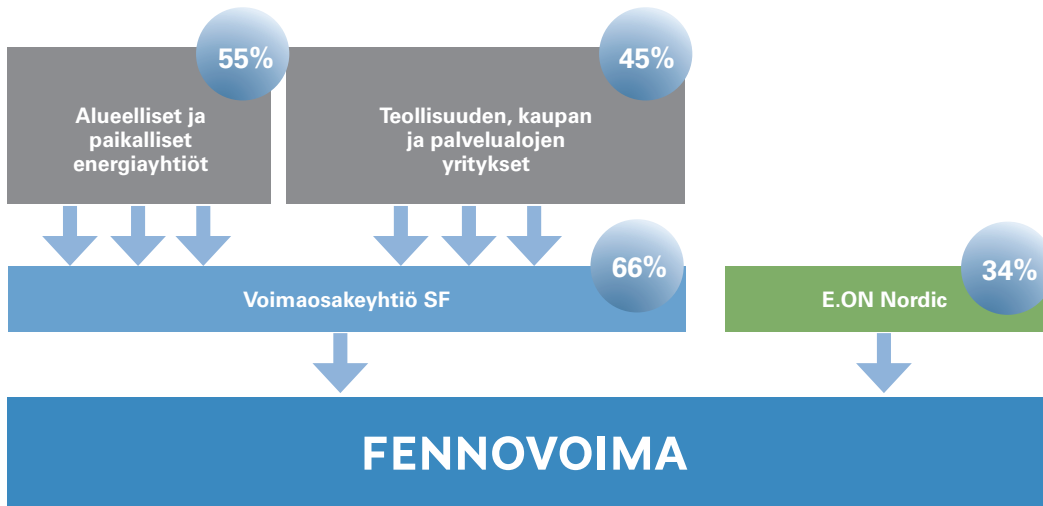 55%
45%
Alueelliset ja
paikalliset
energiayhtiöt
Teollisuuden, kaupan
ja palvelualojen
yritykset
66%
34%
Voimaosakeyhtiö SF
E.ON Nordic
FENNOVOIMA